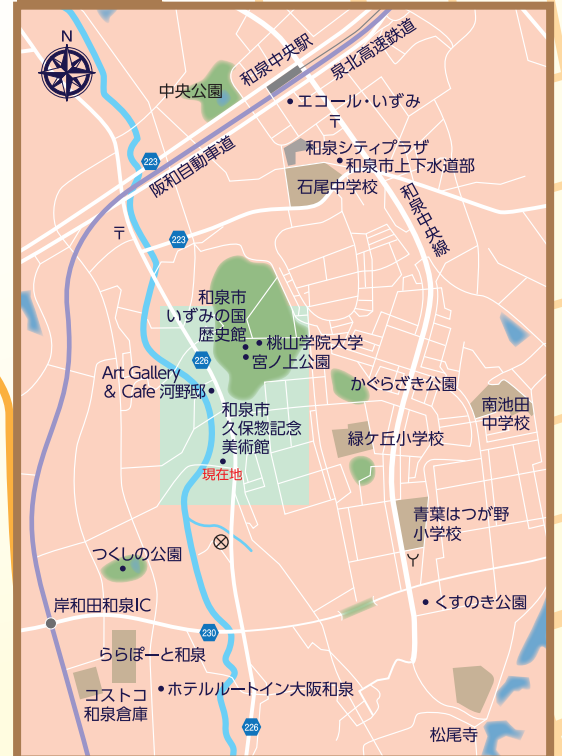 N
中央公園
和泉中央駅
泉北高速鉄道
エコール・いずみ
223
阪和自動車道
和泉シティプラザ
和泉市上下水道部
石尾中学校
和泉中央線
223
和泉市
いずみの国
歴史館
桃山学院大学
宮ノ上公園
226
Art Gallery
& Cafe 河野邸
かぐらざき公園
和泉市
久保惣記念
美術館
現在地
南池田
中学校
緑ケ丘小学校
青葉はつが野
小学校
つくしの公園
岸和田和泉IC
くすのき公園
230
ららぽーと和泉
コストコ
和泉倉庫
ホテルルートイン大阪和泉
226
松尾寺